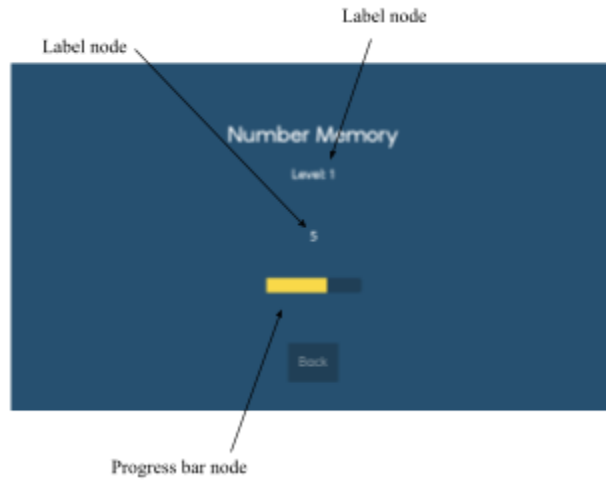 Label node
Label node
Number Memory
Level: 1
5
Back
Progress bar node